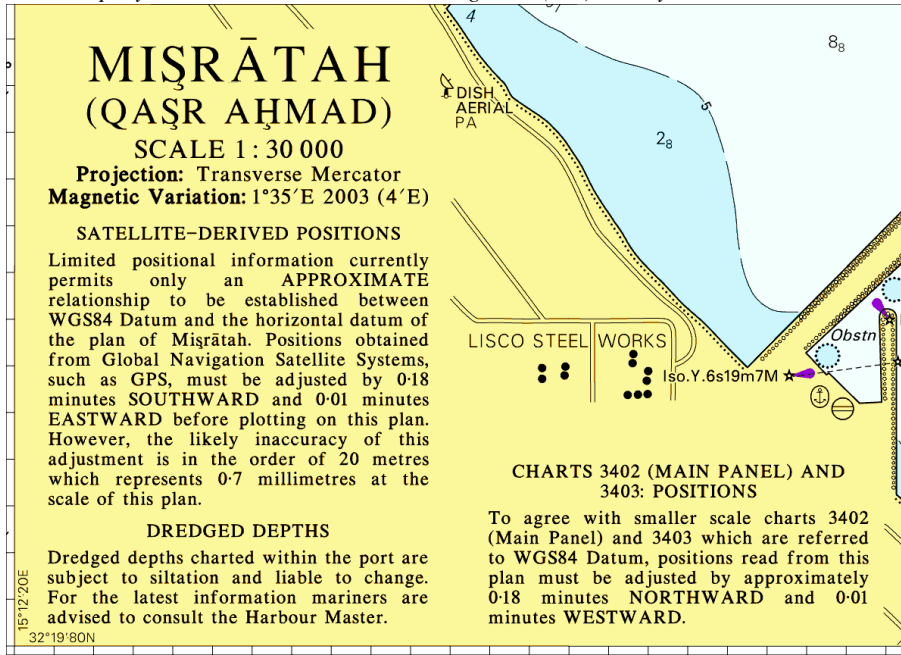 MIŞRĀTAH
(QAŞR AḨMAD)
SCALE 1 : 30 000
Projection: Transverse Mercator
Magnetic Variation: 1°35′E 2003 (4′E)
SATELLITE–DERIVED POSITIONS
Limited positional information currently
permits only an APPROXIMATE
relationship to be established between
WGS84 Datum and the horizontal datum of
the plan of Mişrātah. Positions obtained
from Global Navigation Satellite Systems,
such as GPS, must be adjusted by 0·18
minutes SOUTHWARD and 0·01 minutes
EASTWARD before plotting on this plan.
However, the likely inaccuracy of this
adjustment is in the order of 20 metres
which represents 0·7 millimetres at the
scale of this plan.
DREDGED DEPTHS
Dredged depths charted within the port are
subject to siltation and liable to change.
For the latest information mariners are
advised to consult the Harbour Master.
15°12′20E
32°19′80N
4
8₈
DISH
AERIAL
PA
5
2₈
LISCO STEEL WORKS
Obstn
Iso.Y.6s19m7M
CHARTS 3402 (MAIN PANEL) AND
3403: POSITIONS
To agree with smaller scale charts 3402
(Main Panel) and 3403 which are referred
to WGS84 Datum, positions read from this
plan must be adjusted by approximately
0·18 minutes NORTHWARD and 0·01
minutes WESTWARD.